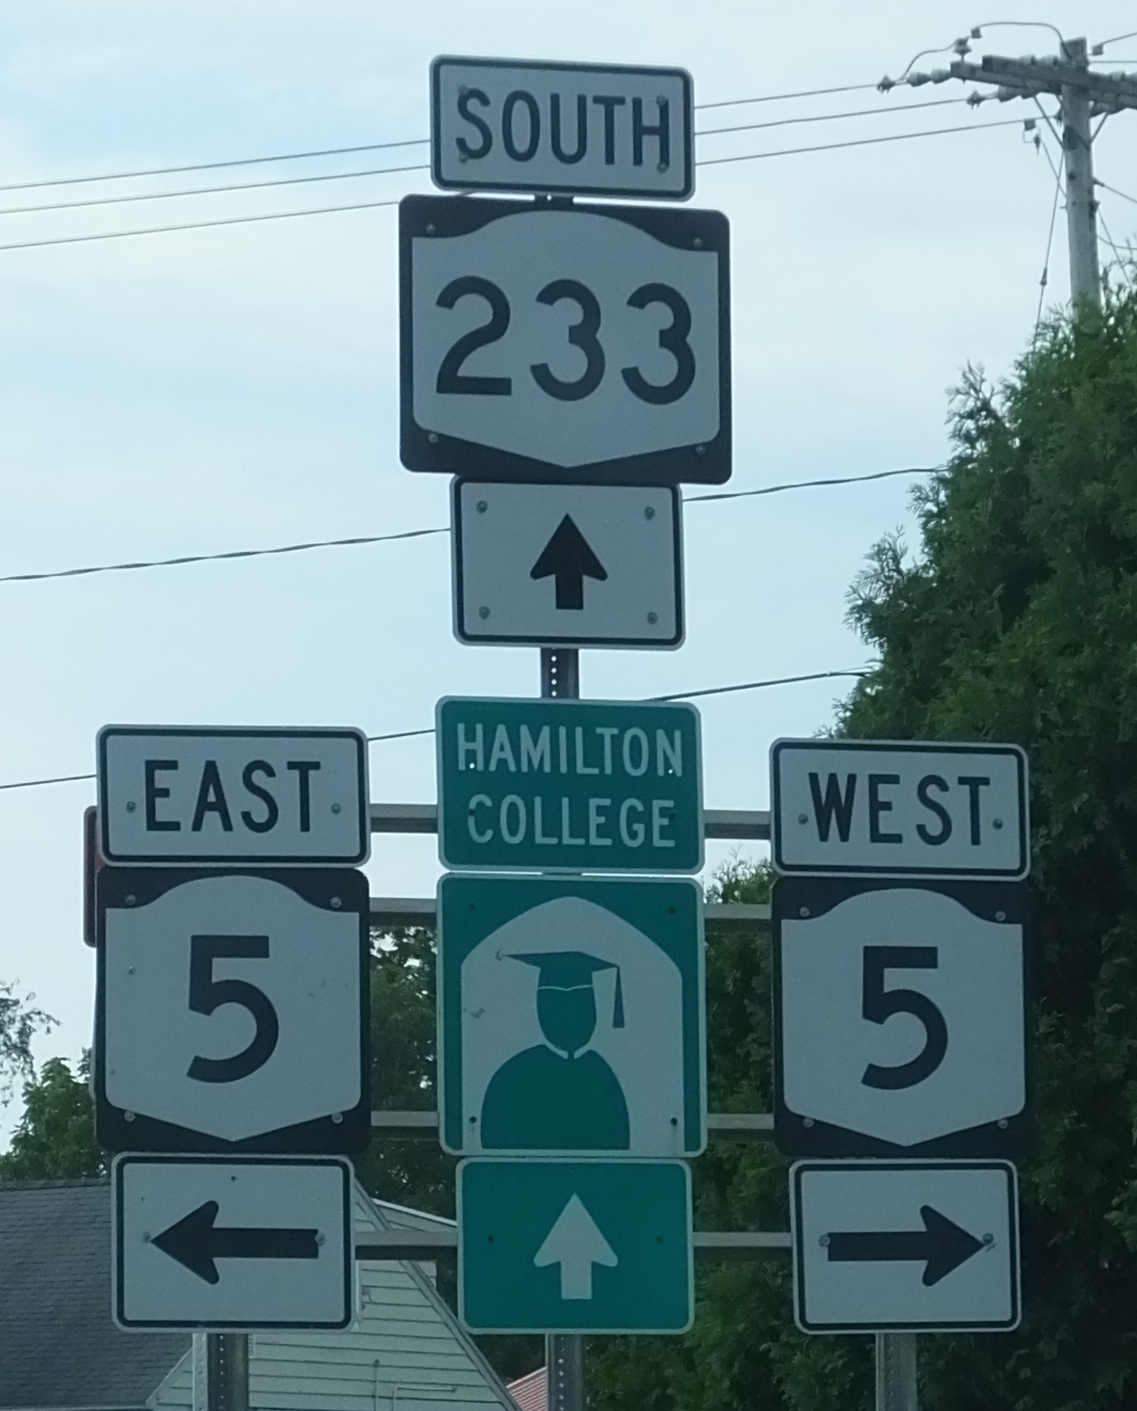 SOUTH
233
HAMILTON
COLLEGE
EAST
5
WEST
5